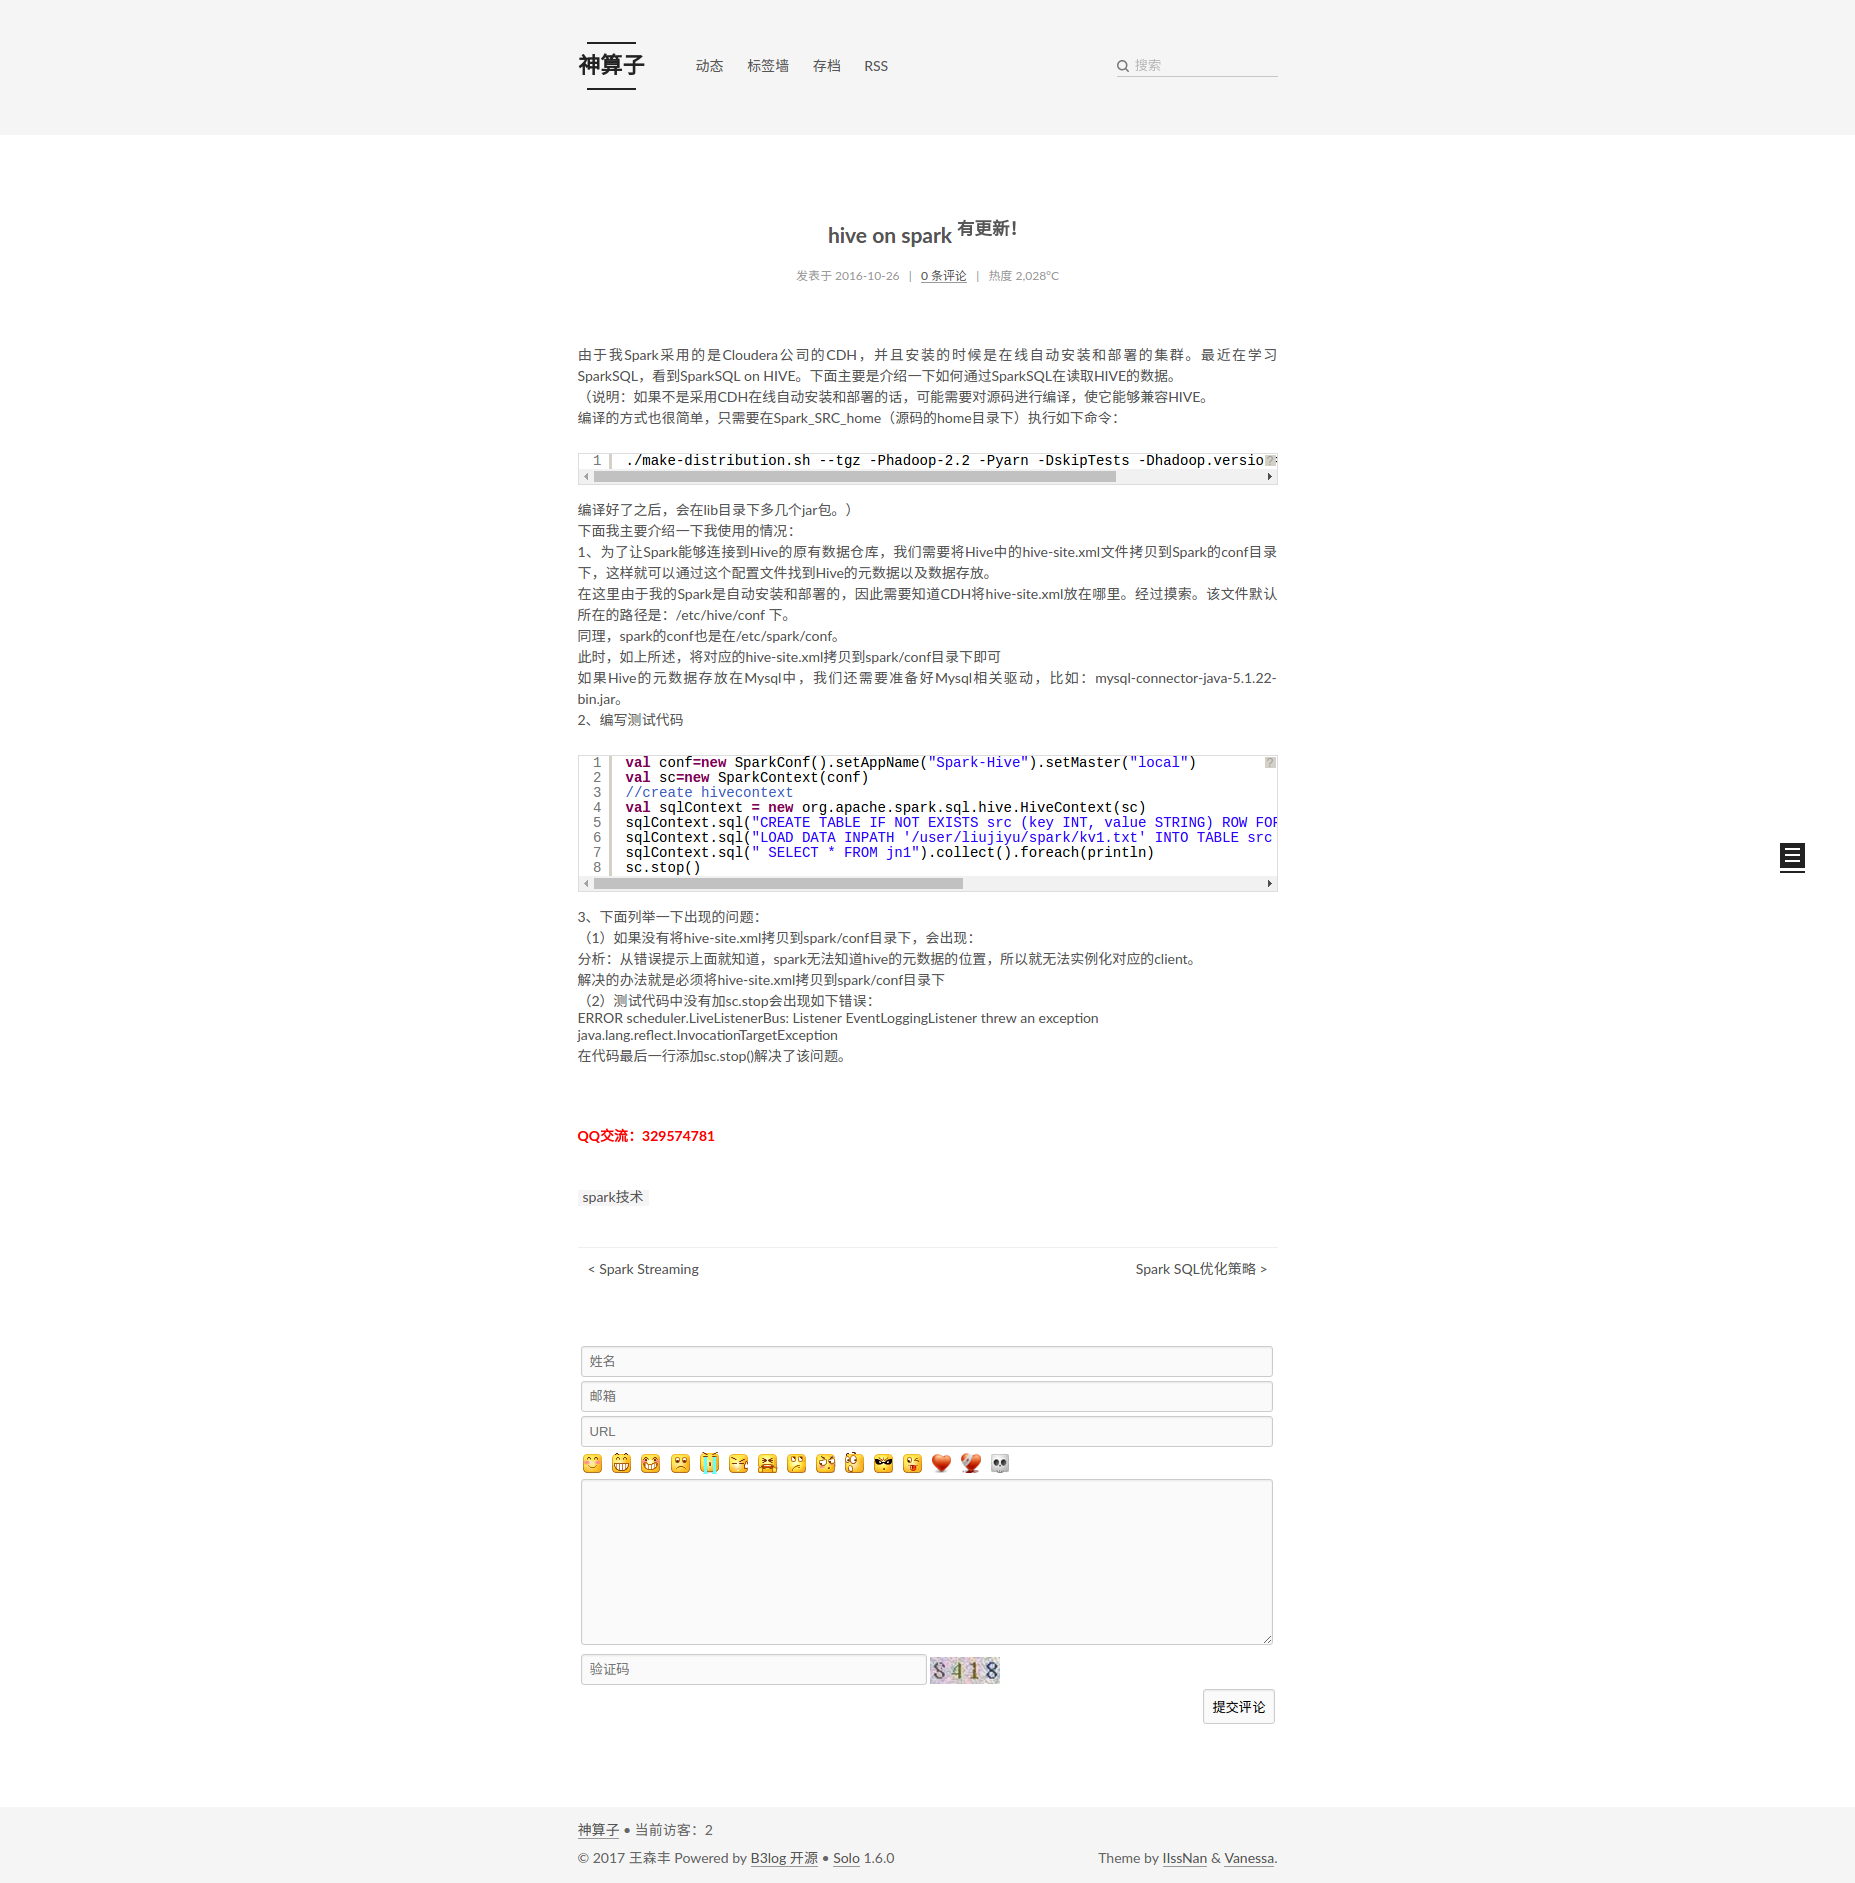 神算子
动态 标签墙 存档 RSS
搜索
hive on spark 有更新!
发表于 2016-10-26 | 0 条评论 | 热度 2,028°C
由于我Spark采用的是Cloudera公司的CDH，并且安装的时候是在线自动安装和部署的集群。最近在学习
SparkSQL，看到SparkSQL on HIVE。下面主要是介绍一下如何通过SparkSQL在读取HIVE的数据。
（说明：如果不是采用CDH在线自动安装和部署的话，可能需要对源码进行编译，使它能够兼容HIVE。
编译的方式也很简单，只需要在Spark_SRC_home（源码的home目录下）执行如下命令：
1 ./make-distribution.sh --tgz -Phadoop-2.2 -Pyarn -DskipTests -Dhadoop.versio
?
编译好了之后，会在lib目录下多几个jar包。）
下面我主要介绍一下我使用的情况：
1、为了让Spark能够连接到Hive的原有数据仓库，我们需要将Hive中的hive-site.xml文件拷贝到Spark的conf目录
下，这样就可以通过这个配置文件找到Hive的元数据以及数据存放。
在这里由于我的Spark是自动安装和部署的，因此需要知道CDH将hive-site.xml放在哪里。经过摸索。该文件默认
所在的路径是：/etc/hive/conf 下。
同理，spark的conf也是在/etc/spark/conf。
此时，如上所述，将对应的hive-site.xml拷贝到spark/conf目录下即可
如果Hive的元数据存放在Mysql中，我们还需要准备好Mysql相关驱动，比如：mysql-connector-java-5.1.22-
bin.jar。
2、编写测试代码
1 val conf=new SparkConf().setAppName("Spark-Hive").setMaster("local")
?
2 val sc=new SparkContext(conf)
3 //create hivecontext
4 val sqlContext = new org.apache.spark.sql.hive.HiveContext(sc)
5 sqlContext.sql("CREATE TABLE IF NOT EXISTS src (key INT, value STRING) ROW FOR
6 sqlContext.sql("LOAD DATA INPATH '/user/liujiyu/spark/kv1.txt' INTO TABLE src
7 sqlContext.sql(" SELECT * FROM jn1").collect().foreach(println)
8 sc.stop()
3、下面列举一下出现的问题：
（1）如果没有将hive-site.xml拷贝到spark/conf目录下，会出现：
分析：从错误提示上面就知道，spark无法知道hive的元数据的位置，所以就无法实例化对应的client。
解决的办法就是必须将hive-site.xml拷贝到spark/conf目录下
（2）测试代码中没有加sc.stop会出现如下错误：
ERROR scheduler.LiveListenerBus: Listener EventLoggingListener threw an exception
java.lang.reflect.InvocationTargetException
在代码最后一行添加sc.stop()解决了该问题。
QQ交流：329574781
spark技术
< Spark Streaming
Spark SQL优化策略 >
姓名
邮箱
URL
验证码
S418
提交评论
神算子 • 当前访客：2
© 2017 王森丰 Powered by B3log 开源 • Solo 1.6.0
Theme by IIssNan & Vanessa.